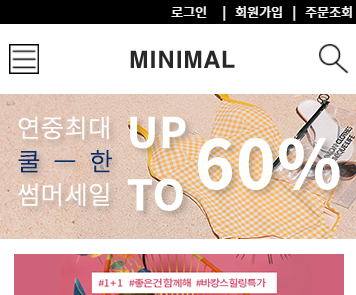 로그인 | 회원가입 | 주문조회
MINIMAL
연중최대
쿨 — 한
썸머세일
UP
TO
60%
#1+1 #좋은건함께해 #바캉스힐링특가